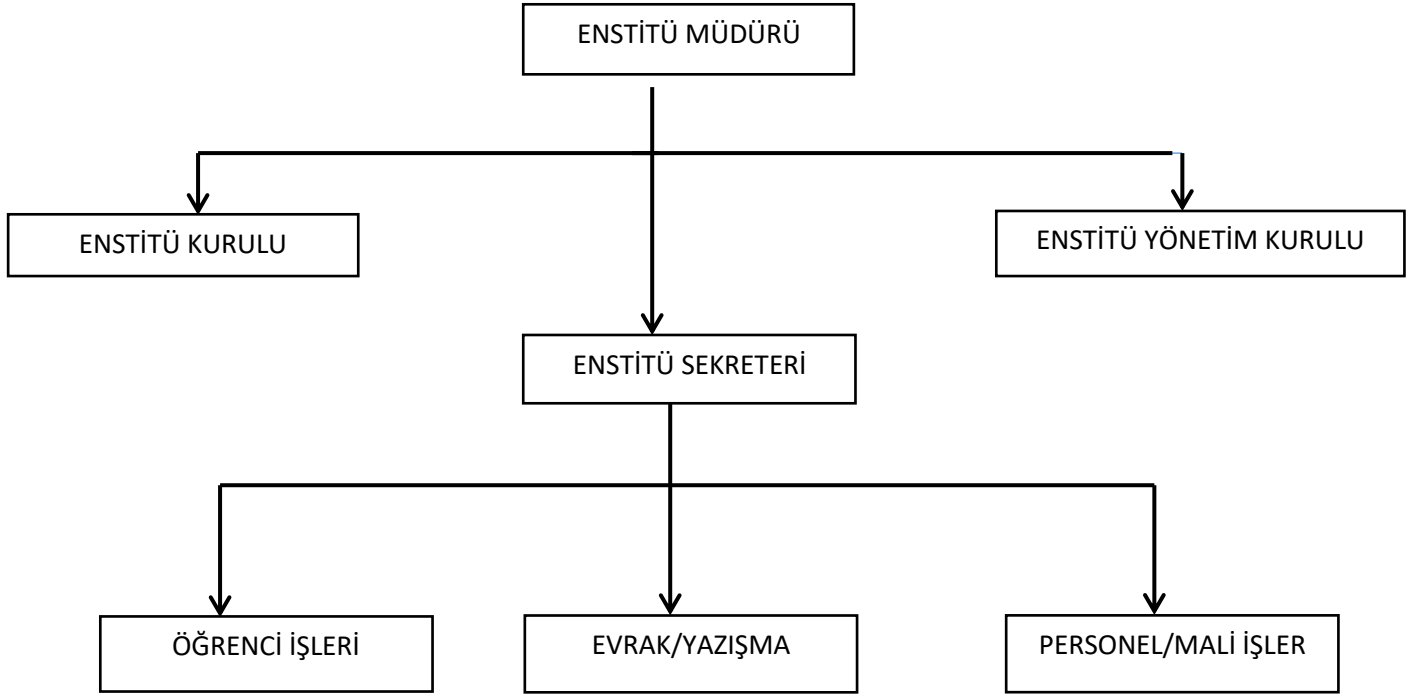 ENSTİTÜ MÜDÜRÜ
ENSTİTÜ KURULU
ENSTİTÜ YÖNETİM KURULU
ENSTİTÜ SEKRETERİ
ÖĞRENCİ İŞLERİ
EVRAK/YAZIŞMA
PERSONEL/MALİ İŞLER